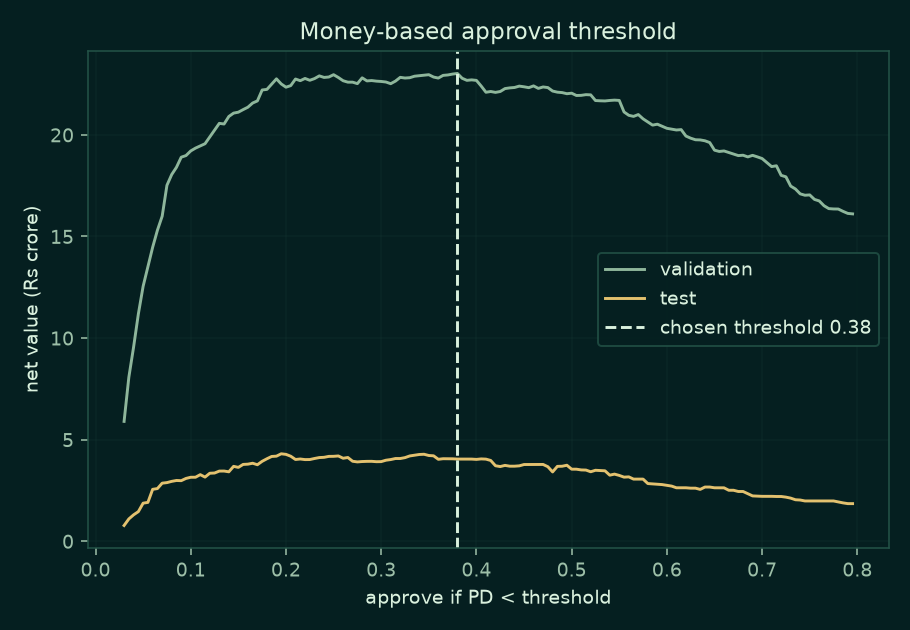 Money-based approval threshold
net value (Rs crore)
20
15
10
5
0
validation
test
chosen threshold 0.38
0.0 0.1 0.2 0.3 0.4 0.5 0.6 0.7 0.8
approve if PD < threshold